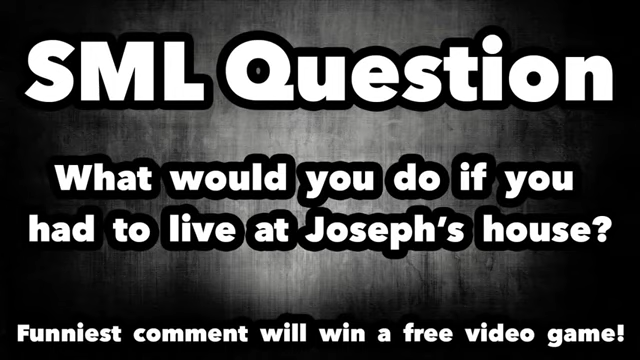 SML Question
What would you do if you
had to live at Joseph's house?
Funniest comment will win a free video game!